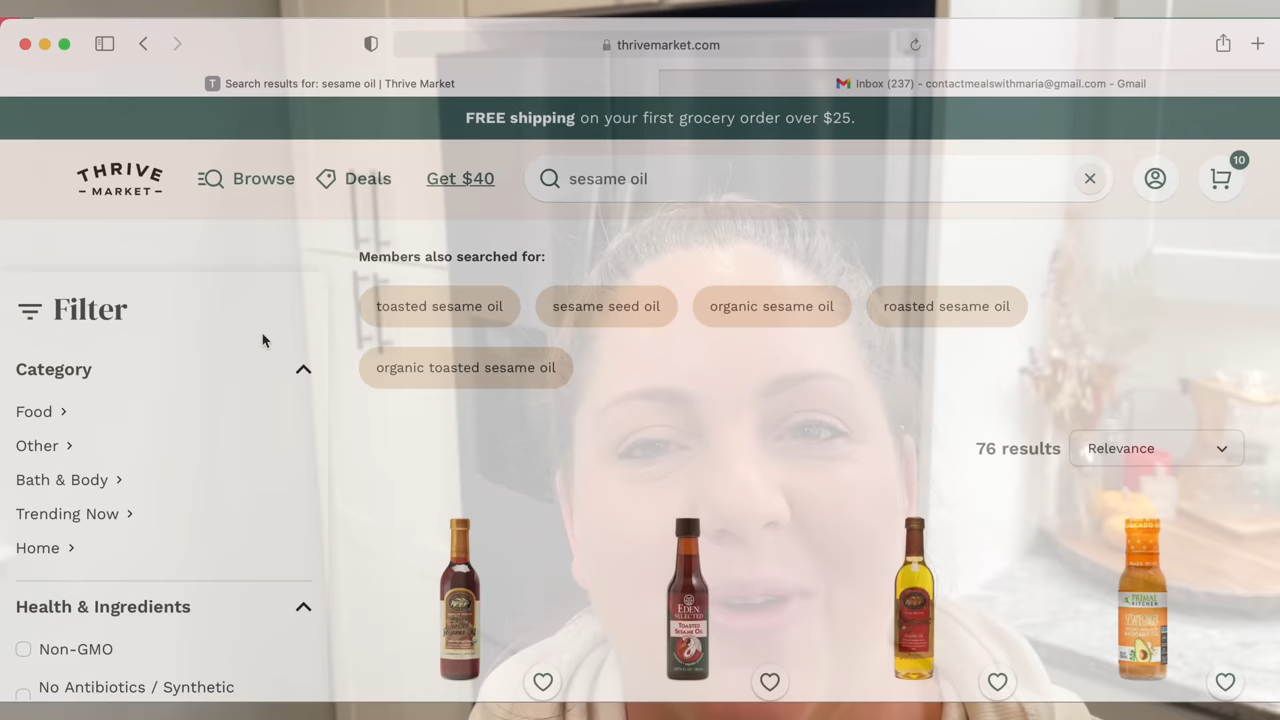 thrivemarket.com
T Search results for: sesame oil | Thrive Market
Inbox (237) - contactmealswithmaria@gmail.com - Gmail
FREE shipping on your first grocery order over $25.
THRIVE
MARKET
Browse
Deals
Get $40
sesame oil
10
Members also searched for:
toasted sesame oil
sesame seed oil
organic sesame oil
roasted sesame oil
organic toasted sesame oil
Filter
Category
Food
Other
Bath & Body
Trending Now
Home
76 results
Relevance
Health & Ingredients
Non-GMO
No Antibiotics / Synthetic
EDEN
SELECTED
TOASTED
SESAME OIL
PRIMAL
KITCHEN